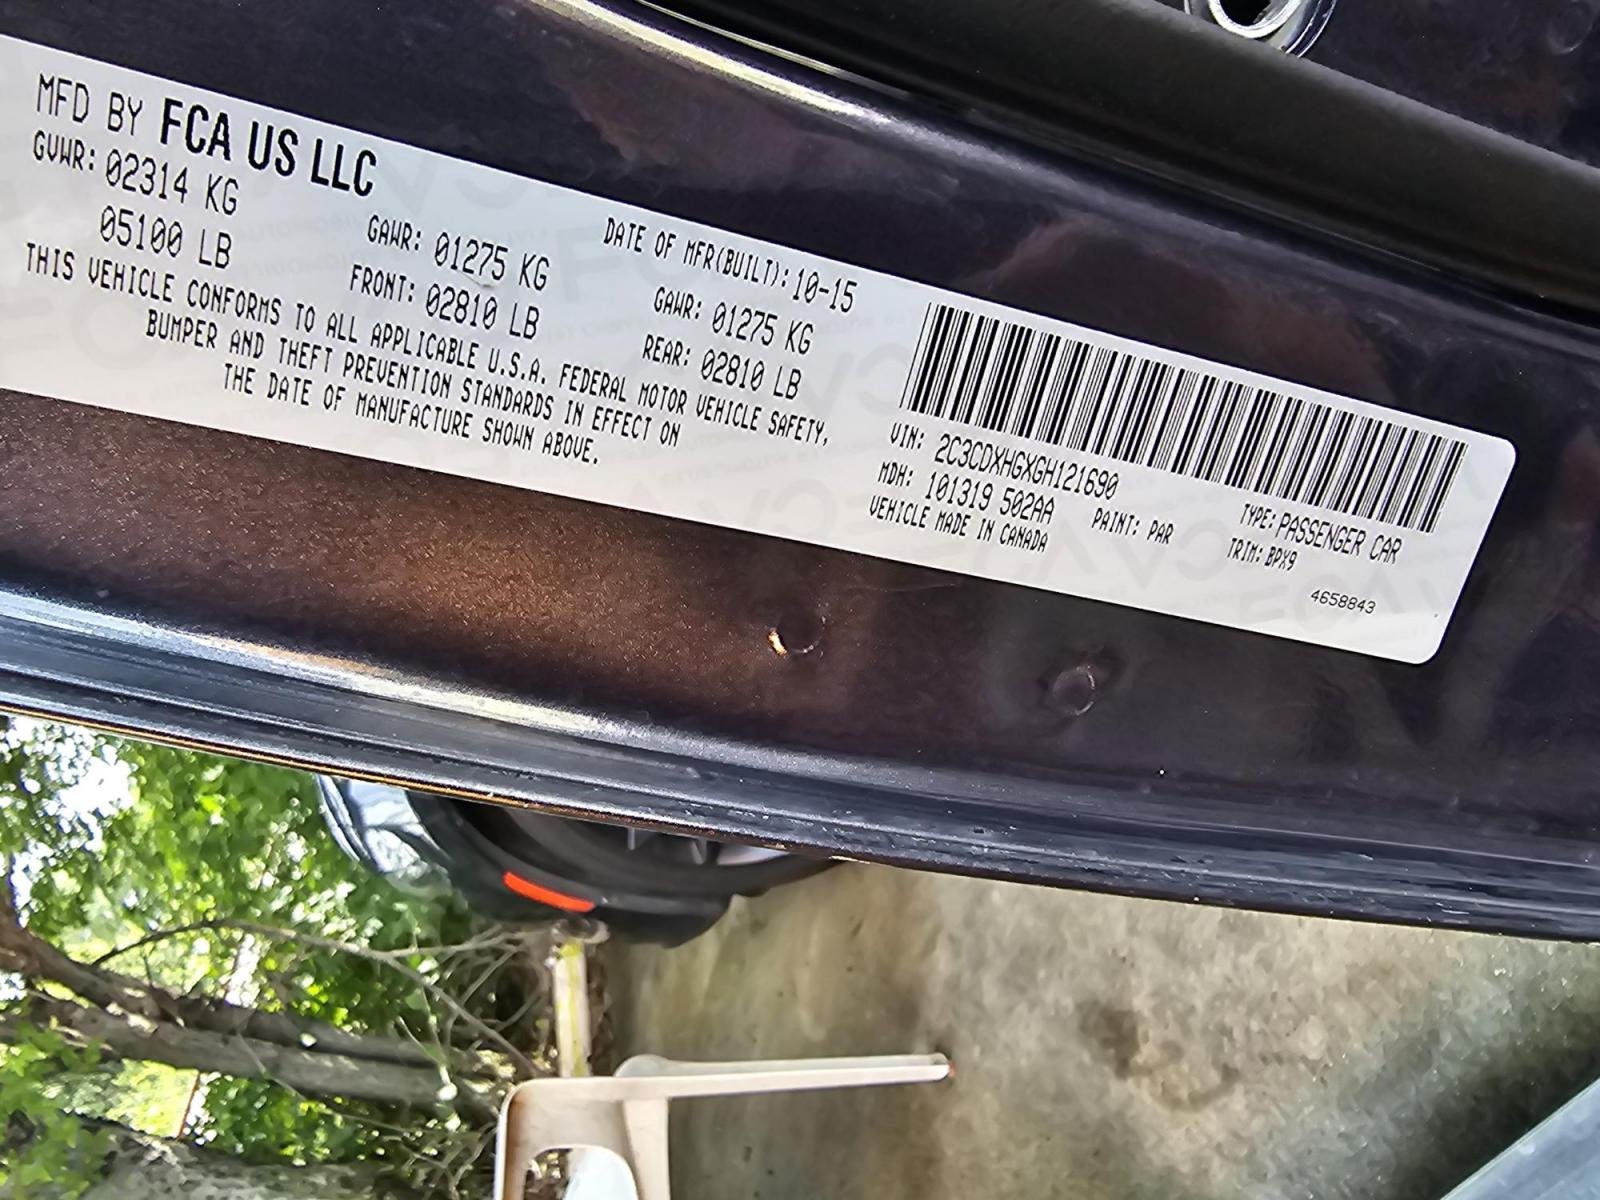 MFD BY FCA US LLC
DATE OF MFR(BUILT): 10-15
GVWR: 02314 KG
05100 LB
GAWR: 01275 KG
FRONT: 02810 LB
GAWR: 01275 KG
REAR: 02810 LB
THIS VEHICLE CONFORMS TO ALL APPLICABLE U.S.A. FEDERAL MOTOR VEHICLE SAFETY,
BUMPER AND THEFT PREVENTION STANDARDS IN EFFECT ON
THE DATE OF MANUFACTURE SHOWN ABOVE.
VIN: 2C3CDXHGXGH121690
TYPE: PASSENGER CAR
MDH: 101319 502AA
PAINT: PAR
TRIM: BPX9
VEHICLE MADE IN CANADA
4658843